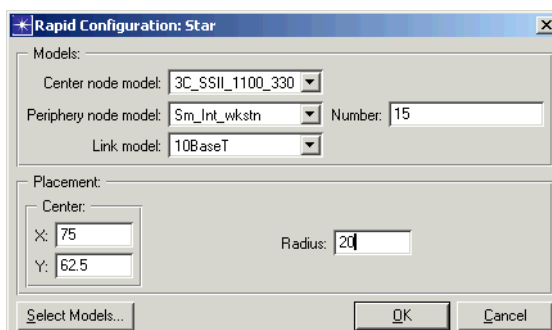 Rapid Configuration: Star
Models:
Center node model: 3C_SSII_1100_330
Periphery node model: Sm_Int_wkstn Number: 15
Link model: 10BaseT
Placement:
Center:
X: 75
Radius: 20
Y: 62.5
Select Models... OK Cancel